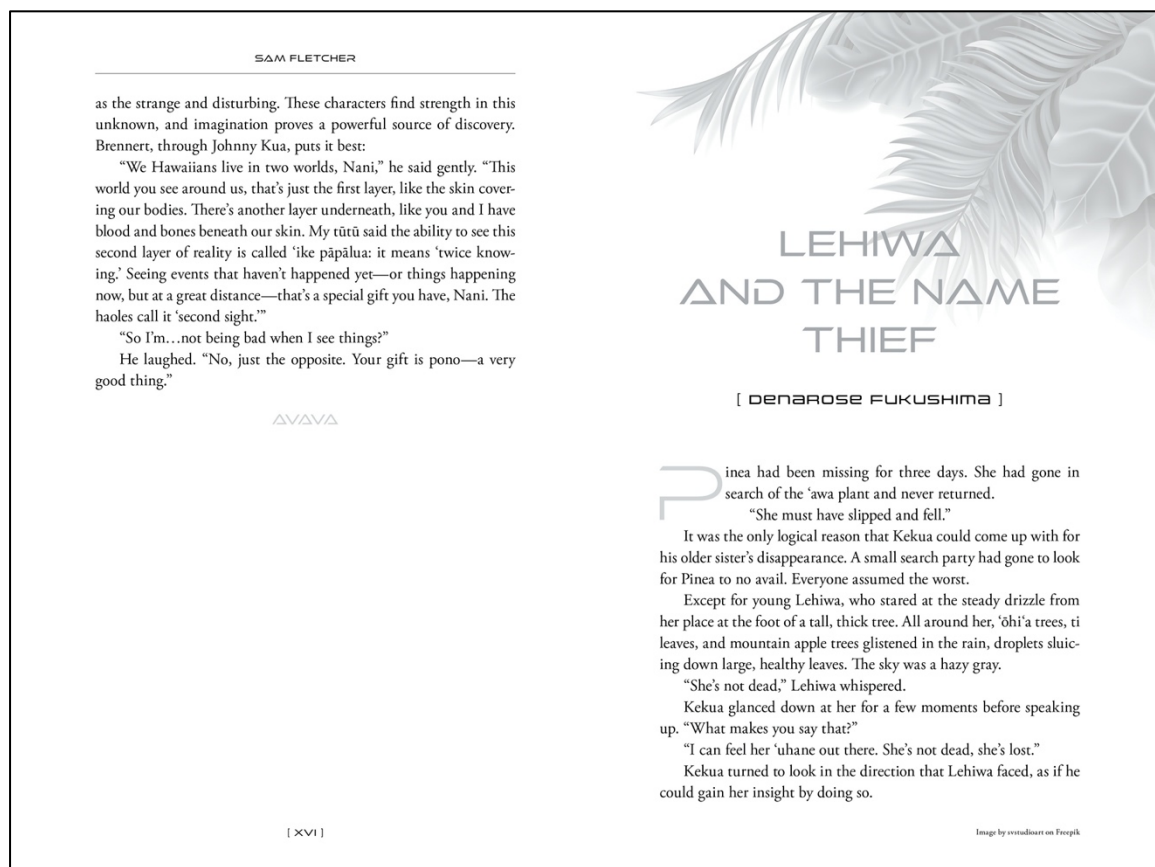 SAM FLETCHER
as the strange and disturbing. These characters find strength in this
unknown, and imagination proves a powerful source of discovery.
Brennert, through Johnny Kua, puts it best:
“We Hawaiians live in two worlds, Nani,” he said gently. “This
world you see around us, that’s just the first layer, like the skin cover-
ing our bodies. There’s another layer underneath, like you and I have
blood and bones beneath our skin. My tūtū said the ability to see this
second layer of reality is called ‘ike pāpālua: it means ‘twice know-
ing.’ Seeing events that haven’t happened yet—or things happening
now, but at a great distance—that’s a special gift you have, Nani. The
haoles call it ‘second sight.’”
“So I’m…not being bad when I see things?”
He laughed. “No, just the opposite. Your gift is pono—a very
good thing.”
AVAVA
[ XVI ]
LEHIWA
AND THE NAME
THIEF
[ DENAROSE FUKUSHIMA ]
Pinea had been missing for three days. She had gone in
search of the ‘awa plant and never returned.
“She must have slipped and fell.”
It was the only logical reason that Kekua could come up with for
his older sister’s disappearance. A small search party had gone to look
for Pinea to no avail. Everyone assumed the worst.
Except for young Lehiwa, who stared at the steady drizzle from
her place at the foot of a tall, thick tree. All around her, ‘ōhi‘a trees, ti
leaves, and mountain apple trees glistened in the rain, droplets sluic-
ing down large, healthy leaves. The sky was a hazy gray.
“She’s not dead,” Lehiwa whispered.
Kekua glanced down at her for a few moments before speaking
up. “What makes you say that?”
“I can feel her ‘uhane out there. She’s not dead, she’s lost.”
Kekua turned to look in the direction that Lehiwa faced, as if he
could gain her insight by doing so.
Image by svstudioart on Freepik